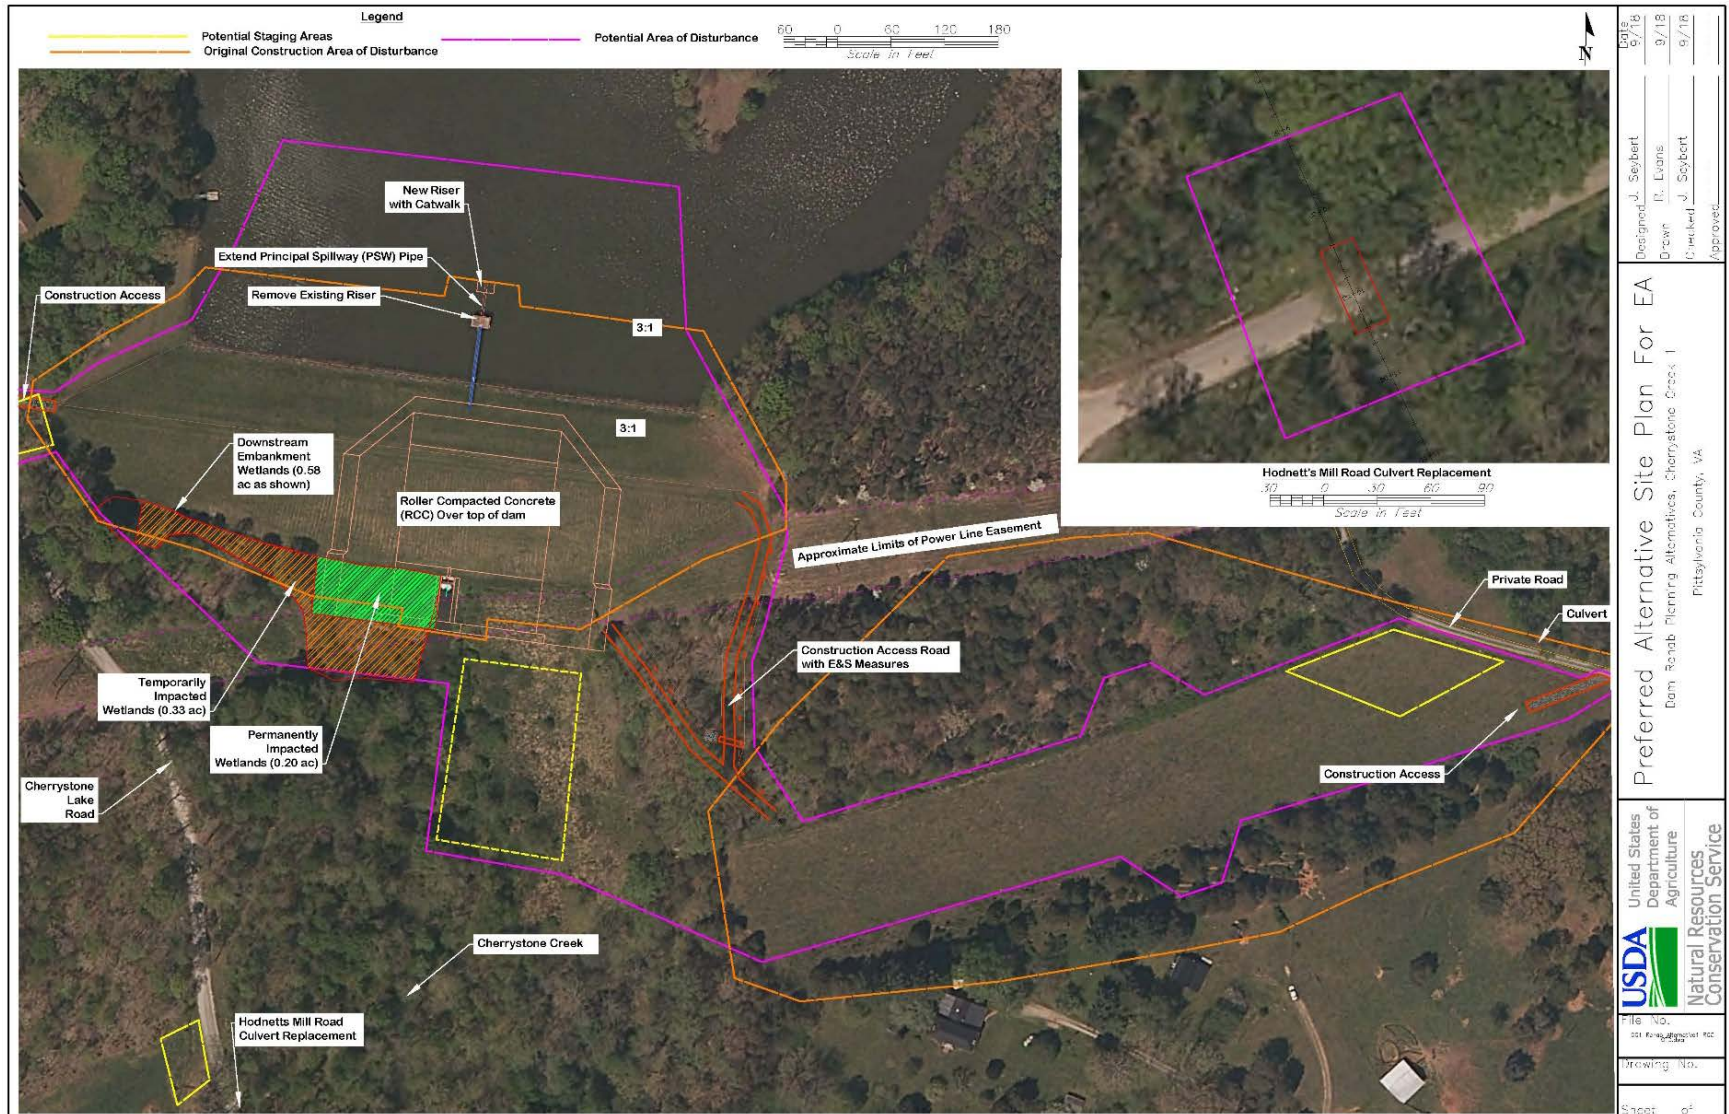 Legend
Potential Staging Areas
Original Construction Area of Disturbance
Potential Area of Disturbance
60 0 60 120 180
Scale in Feet
N
New Riser
with Catwalk
Extend Principal Spillway (PSW) Pipe
Remove Existing Riser
Construction Access
3:1
3:1
Downstream
Embankment
Wetlands (0.58
ac as shown)
Roller Compacted Concrete
(RCC) Over top of dam
Approximate Limits of Power Line Easement
Hodnett's Mill Road Culvert Replacement
30 0 30 60 90
Scale in Feet
Private Road
Culvert
Construction Access Road
with E&S Measures
Temporarily
Impacted
Wetlands (0.33 ac)
Permanently
Impacted
Wetlands (0.20 ac)
Construction Access
Cherrystone
Lake
Road
Cherrystone Creek
Hodnetts Mill Road
Culvert Replacement
Date
Designed J. Seybert 9/18
Drawn R. Evans 9/18
Checked J. Seybert 9/18
Approved
Preferred Alternative Site Plan For EA
Dam Rehab Planning Alternatives, Cherrystone Creek 1
Pittsylvania County, VA
USDA
United States
Department of
Agriculture
Natural Resources
Conservation Service
File No.
Drawing No.
Sheet of